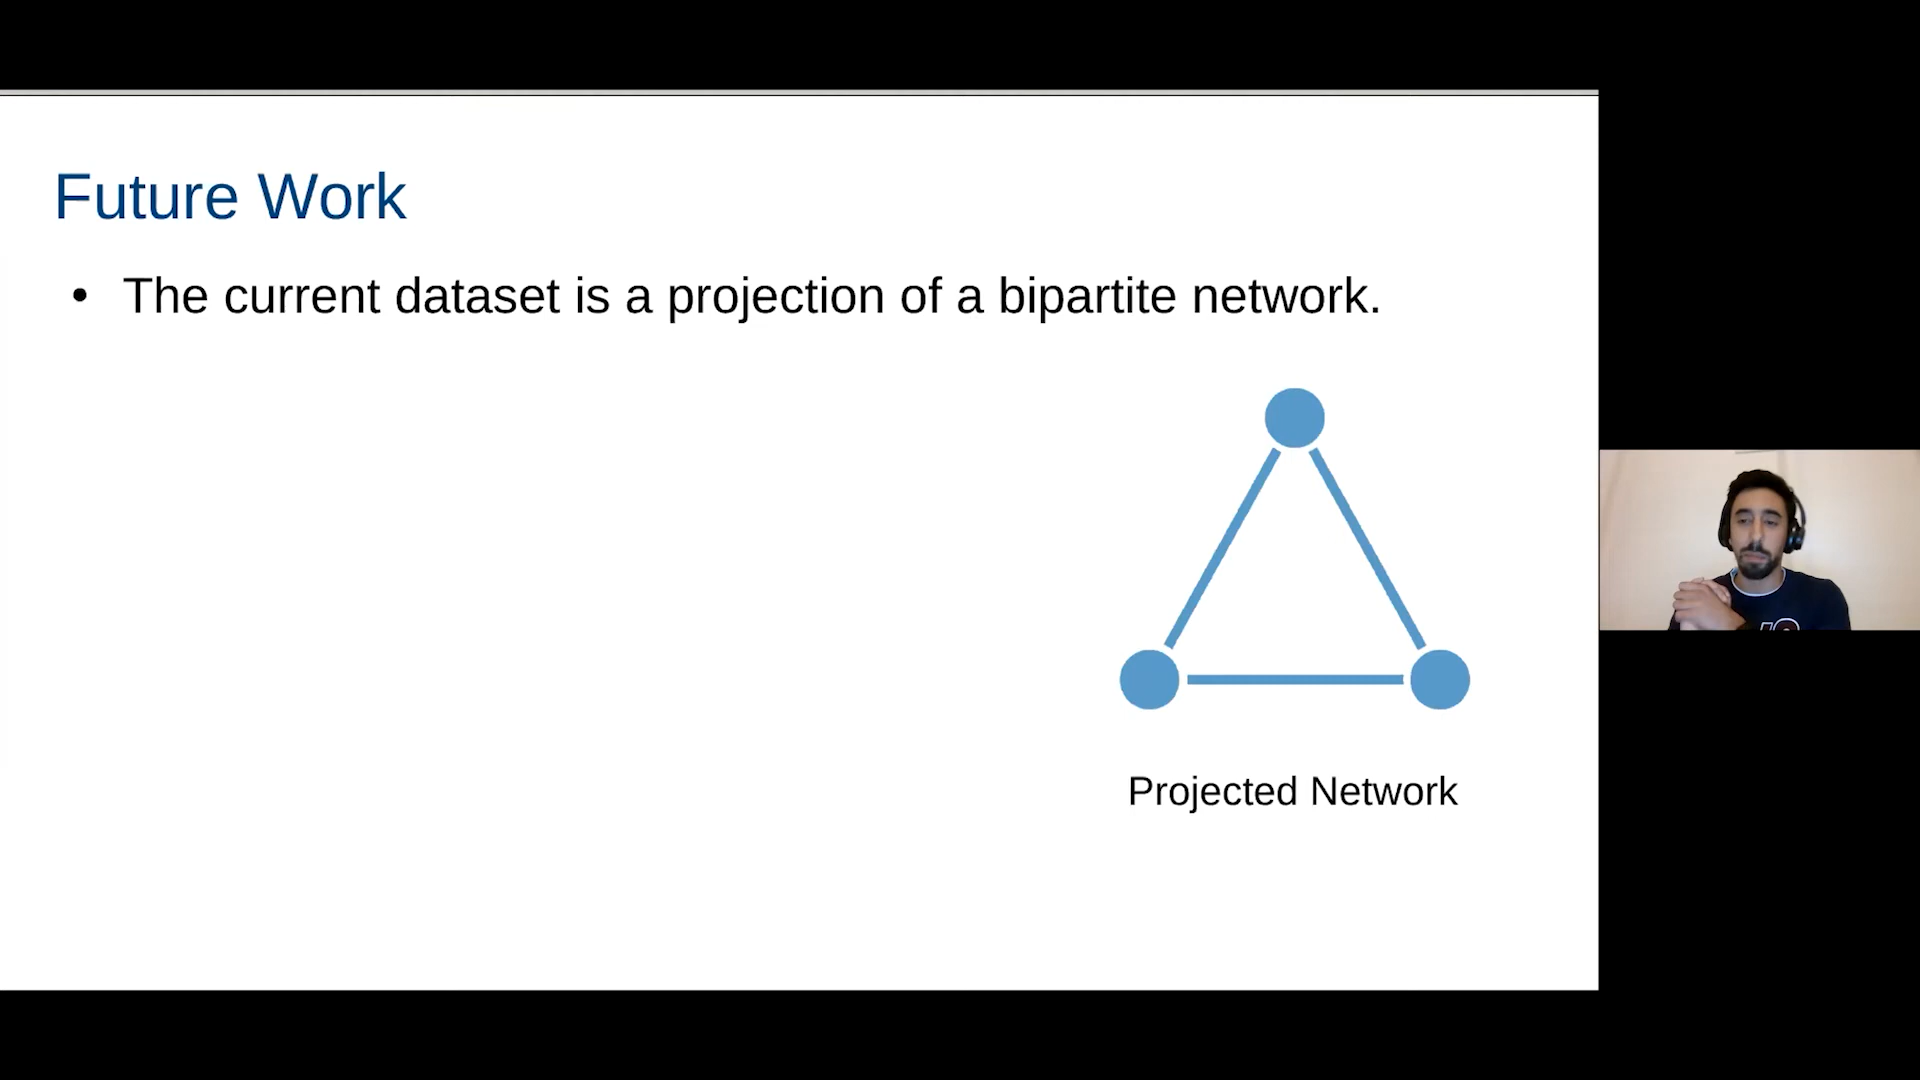 Future Work
• The current dataset is a projection of a bipartite network.
Projected Network